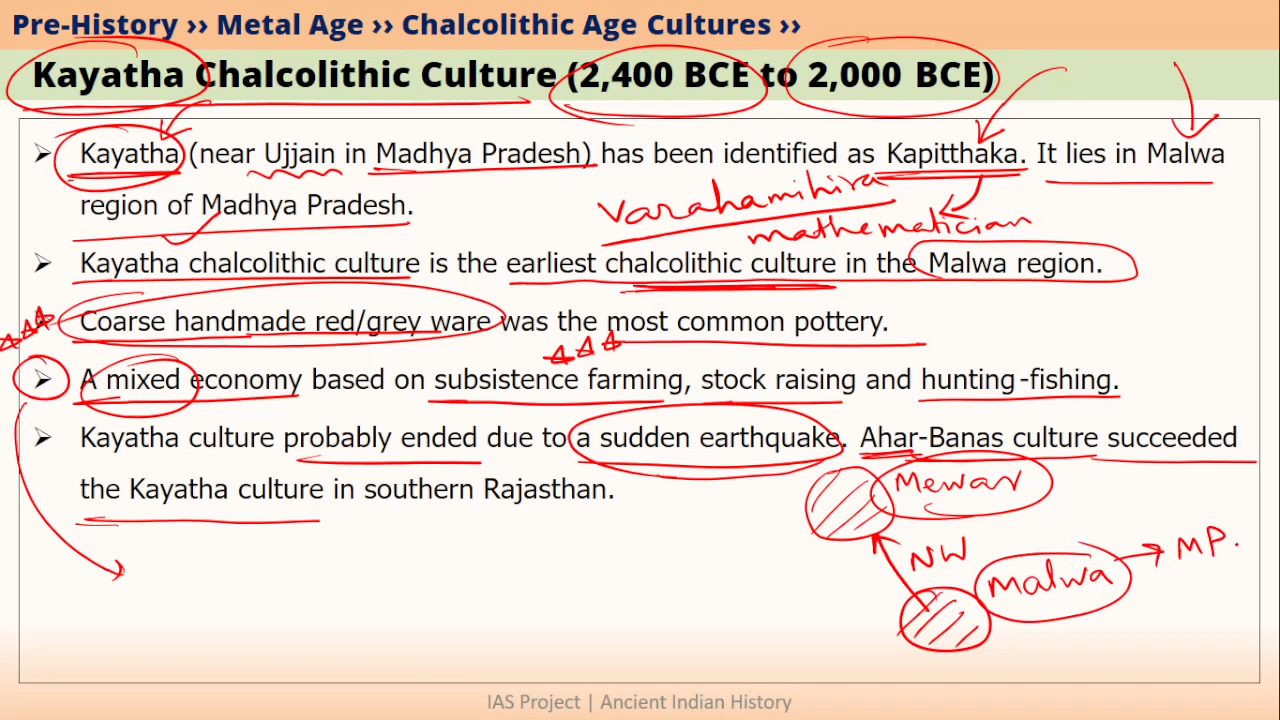 Pre-History ›› Metal Age ›› Chalcolithic Age Cultures ››
Kayatha Chalcolithic Culture (2,400 BCE to 2,000 BCE)
➢ Kayatha (near Ujjain in Madhya Pradesh) has been identified as Kapitthaka. It lies in Malwa
region of Madhya Pradesh.
Varahamihira
mathematician
➢ Kayatha chalcolithic culture is the earliest chalcolithic culture in the Malwa region.
➢ Coarse handmade red/grey ware was the most common pottery.
➢ A mixed economy based on subsistence farming, stock raising and hunting-fishing.
➢ Kayatha culture probably ended due to a sudden earthquake. Ahar-Banas culture succeeded
the Kayatha culture in southern Rajasthan.
Mewar
NW
Malwa
MP.
IAS Project | Ancient Indian History